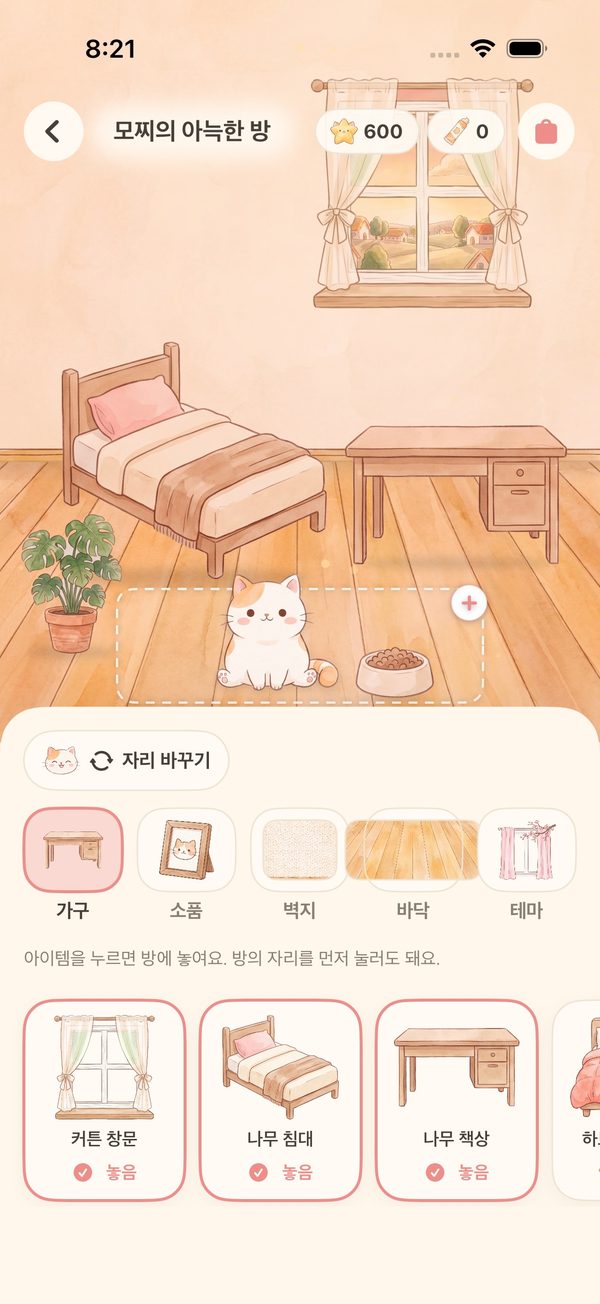 8:21
모찌의 아늑한 방
600
0
자리 바꾸기
가구
소품
벽지
바닥
테마
아이템을 누르면 방에 놓여요. 방의 자리를 먼저 눌러도 돼요.
커튼 창문
나무 침대
나무 책상
놓음
놓음
놓음